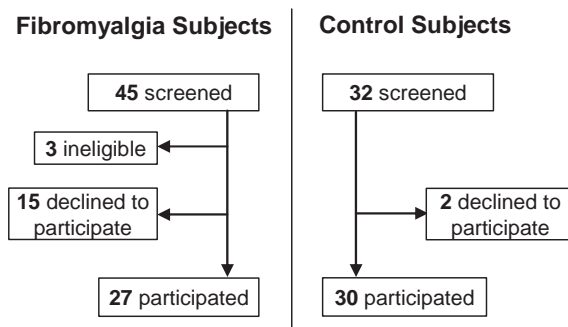 Fibromyalgia Subjects
45 screened
3 ineligible
15 declined to
participate
27 participated
Control Subjects
32 screened
2 declined to
participate
30 participated